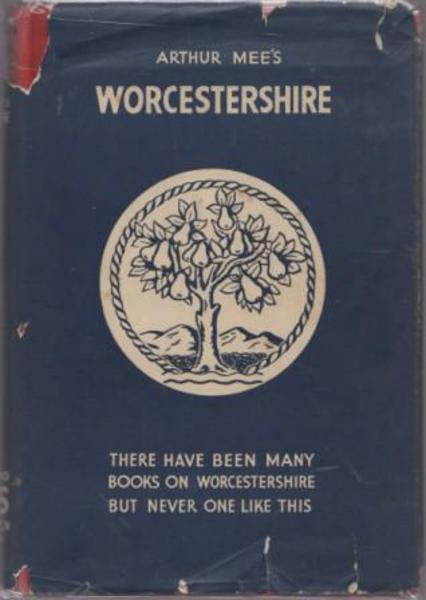 ARTHUR MEE'S
WORCESTERSHIRE
THERE HAVE BEEN MANY
BOOKS ON WORCESTERSHIRE
BUT NEVER ONE LIKE THIS